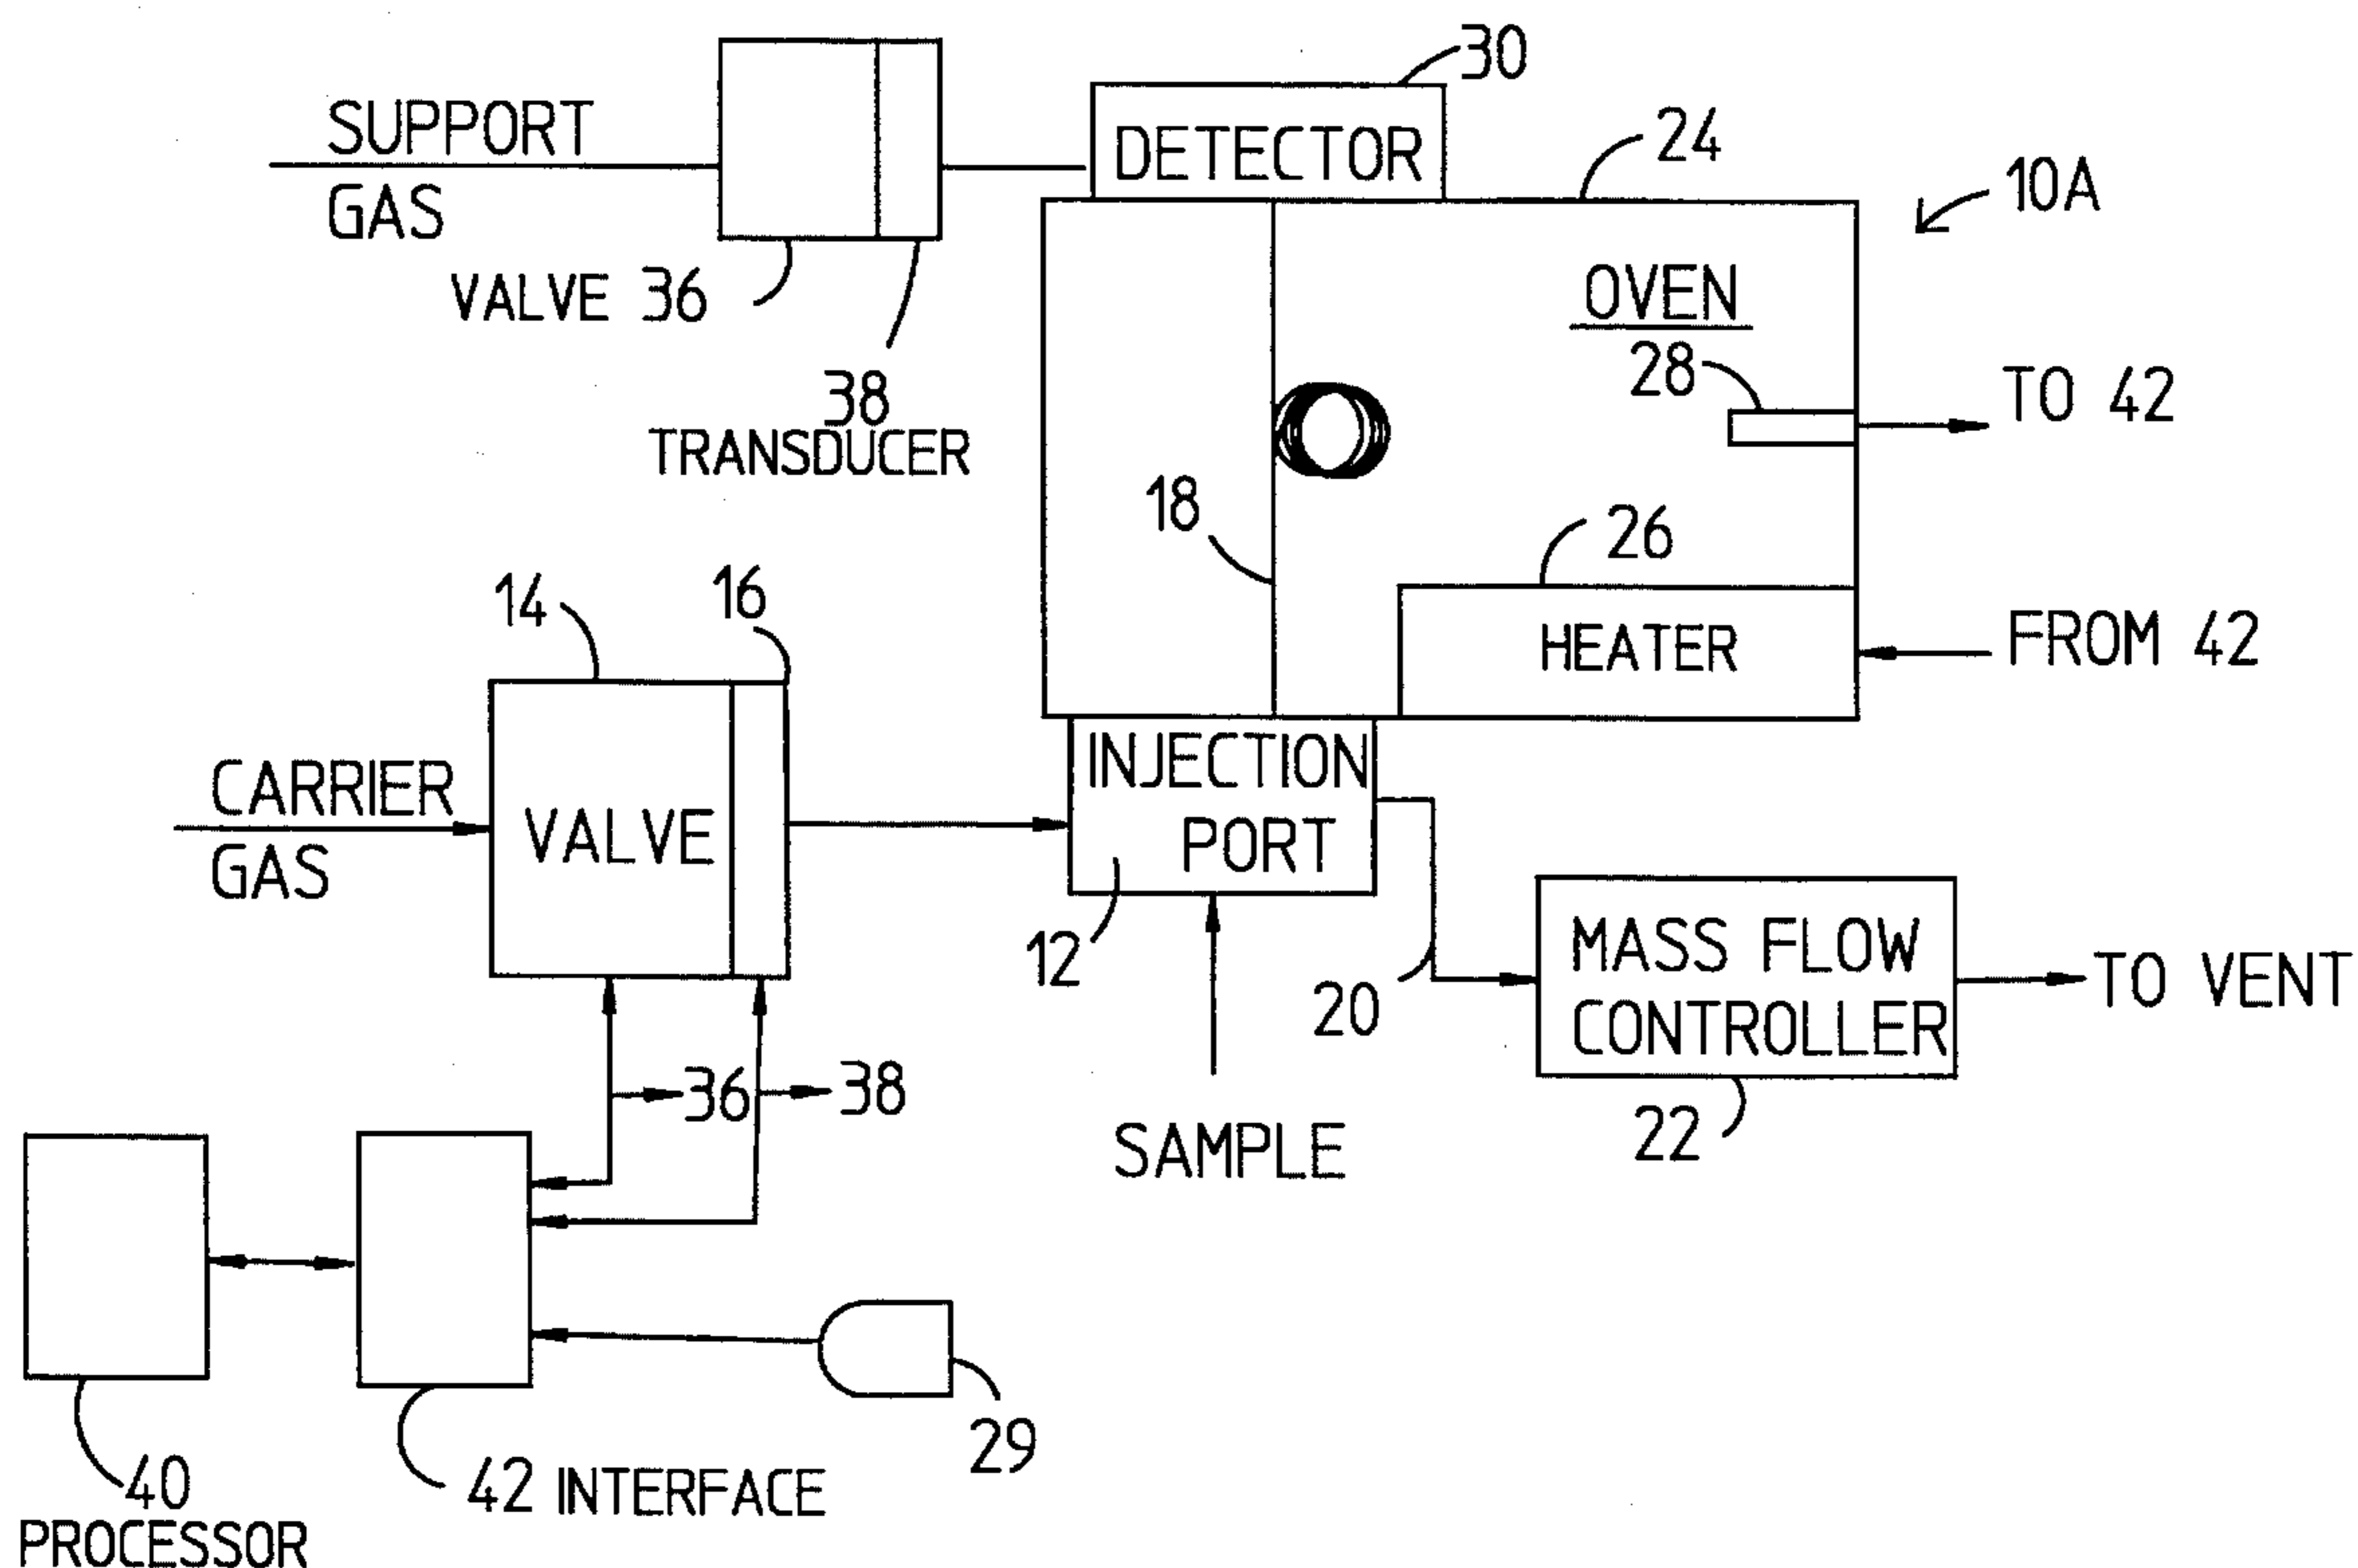 30
SUPPORT
GAS
DETECTOR
24
10A
VALVE 36
OVEN
28
TO 42
38
TRANSDUCER
18
26
14
16
HEATER
FROM 42
CARRIER
GAS
VALVE
INJECTION
PORT
12
20
MASS FLOW
CONTROLLER
TO VENT
36
38
SAMPLE
22
29
40
PROCESSOR
42 INTERFACE